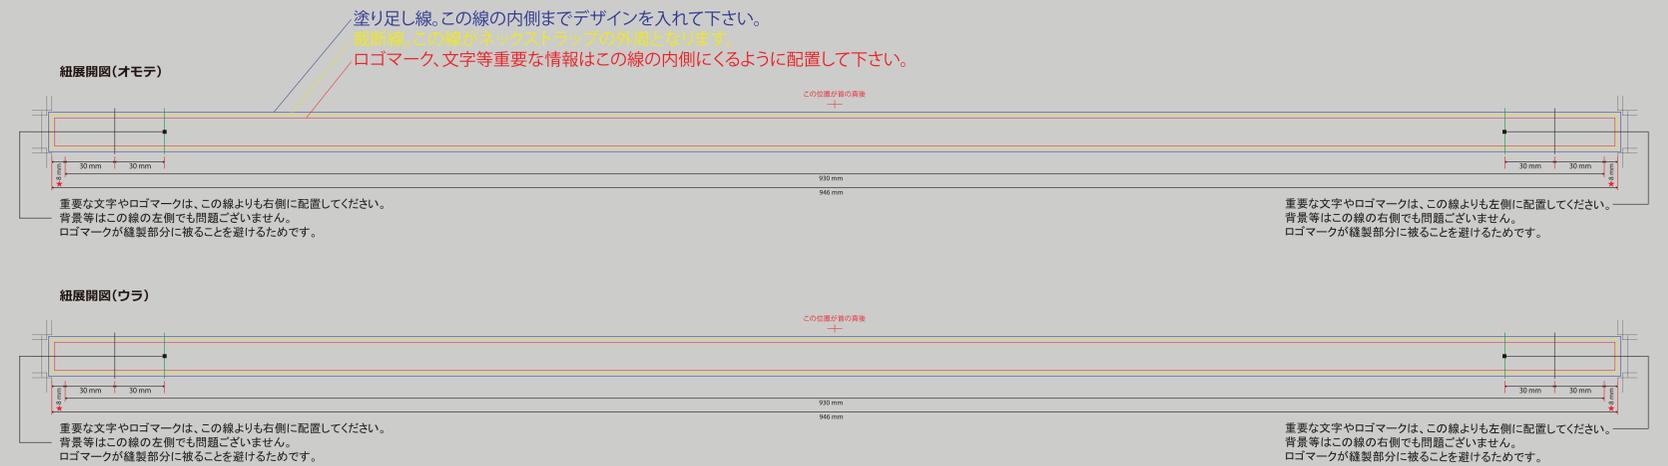 塗り足し線。この線の内側までデザインを入れて下さい。
裁断線。この線がネックストラップの外周となります。
ロゴマーク、文字等重要な情報はこの線の内側にくるように配置して下さい。
紐展開図(オモテ)
この位置が首の真後
30 mm 30 mm 30 mm 30 mm
★8 mm ★8 mm
930 mm
946 mm
重要な文字やロゴマークは、この線よりも右側に配置してください。
背景等はこの線の左側でも問題ございません。
ロゴマークが縫製部分に被ることを避けるためです。
重要な文字やロゴマークは、この線よりも左側に配置してください。
背景等はこの線の右側でも問題ございません。
ロゴマークが縫製部分に被ることを避けるためです。
紐展開図(ウラ)
この位置が首の真後
30 mm 30 mm 30 mm 30 mm
★8 mm ★8 mm
930 mm
946 mm
重要な文字やロゴマークは、この線よりも右側に配置してください。
背景等はこの線の左側でも問題ございません。
ロゴマークが縫製部分に被ることを避けるためです。
重要な文字やロゴマークは、この線よりも左側に配置してください。
背景等はこの線の右側でも問題ございません。
ロゴマークが縫製部分に被ることを避けるためです。